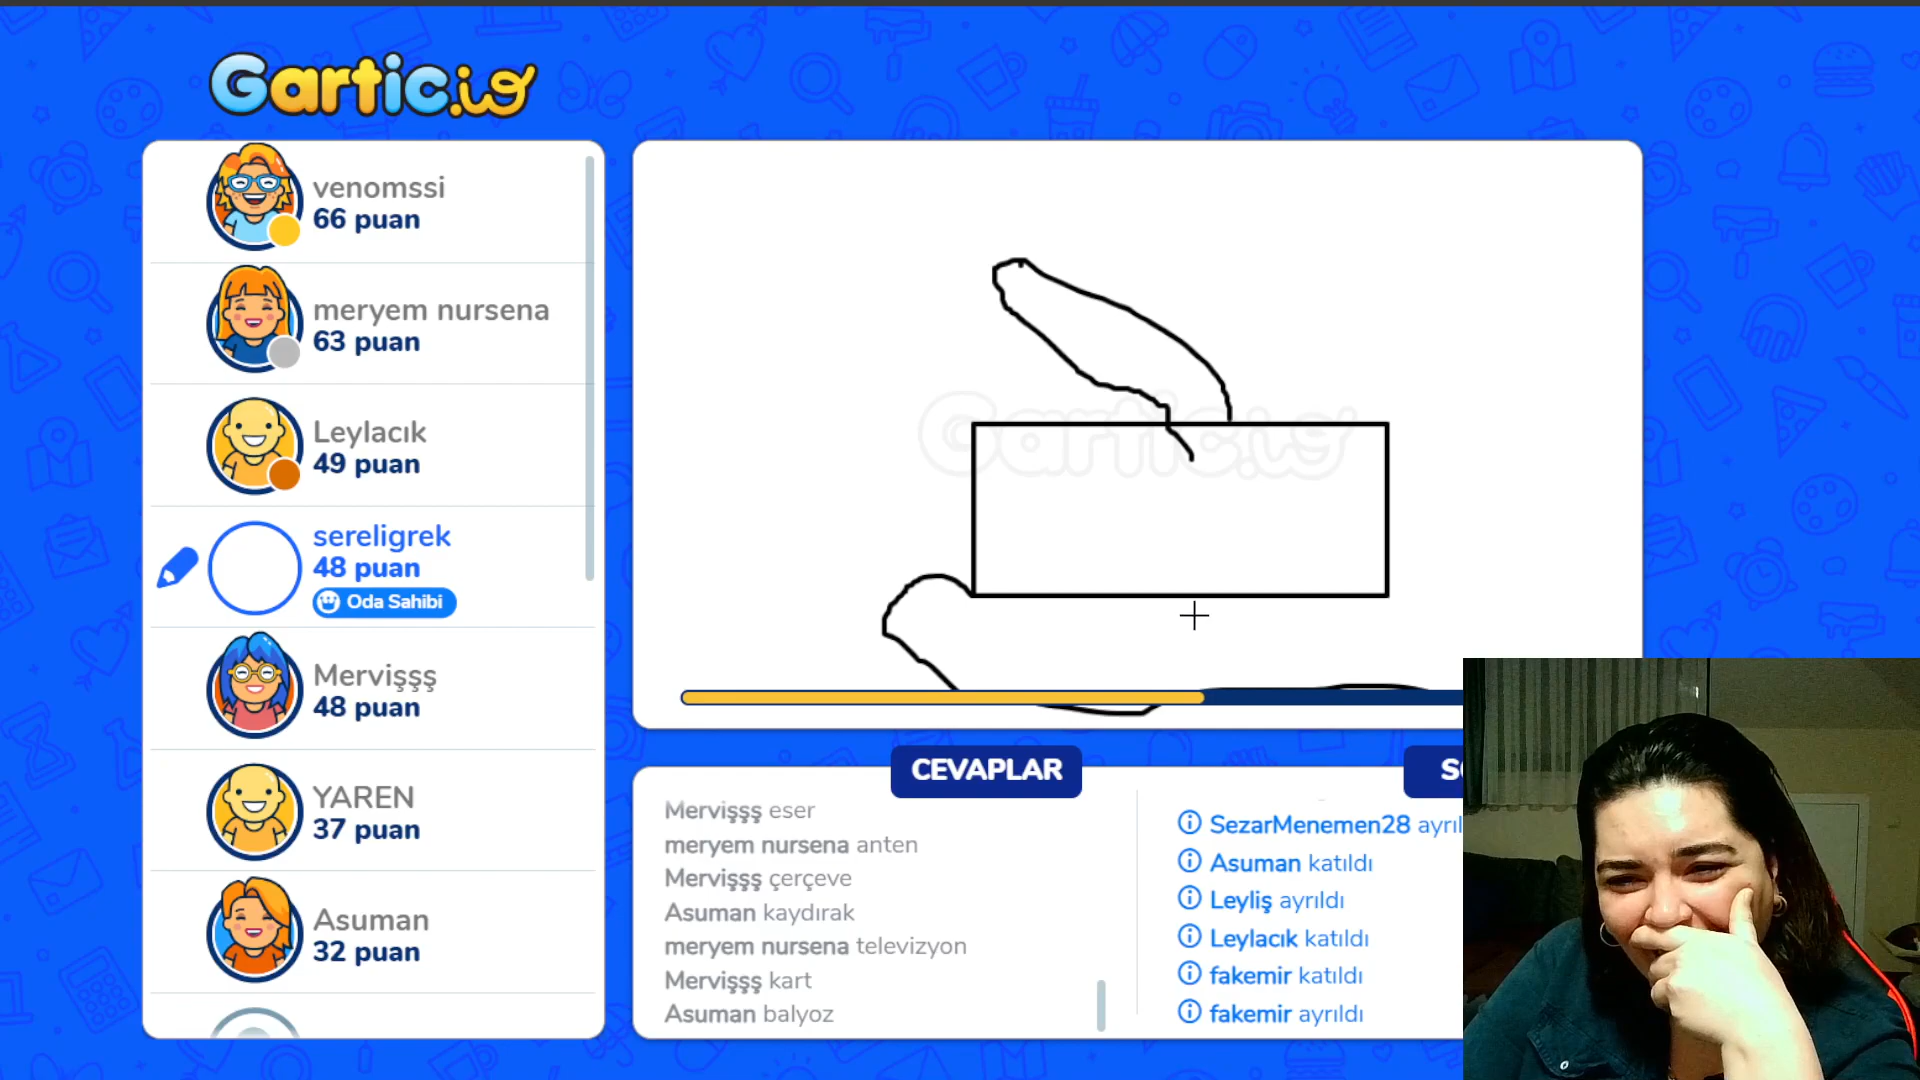 Gartic.io
venomssi
66 puan
meryem nursena
63 puan
Leylacık
49 puan
sereligrek
48 puan
Oda Sahibi
Mervişşş
48 puan
YAREN
37 puan
Asuman
32 puan
Gartic.io
CEVAPLAR
Mervişşş eser
meryem nursena anten
Mervişşş çerçeve
Asuman kaydırak
meryem nursena televizyon
Mervişşş kart
Asuman balyoz
SezarMenemen28 ayrıl
Asuman katıldı
Leyliş ayrıldı
Leylacık katıldı
fakemir katıldı
fakemir ayrıldı